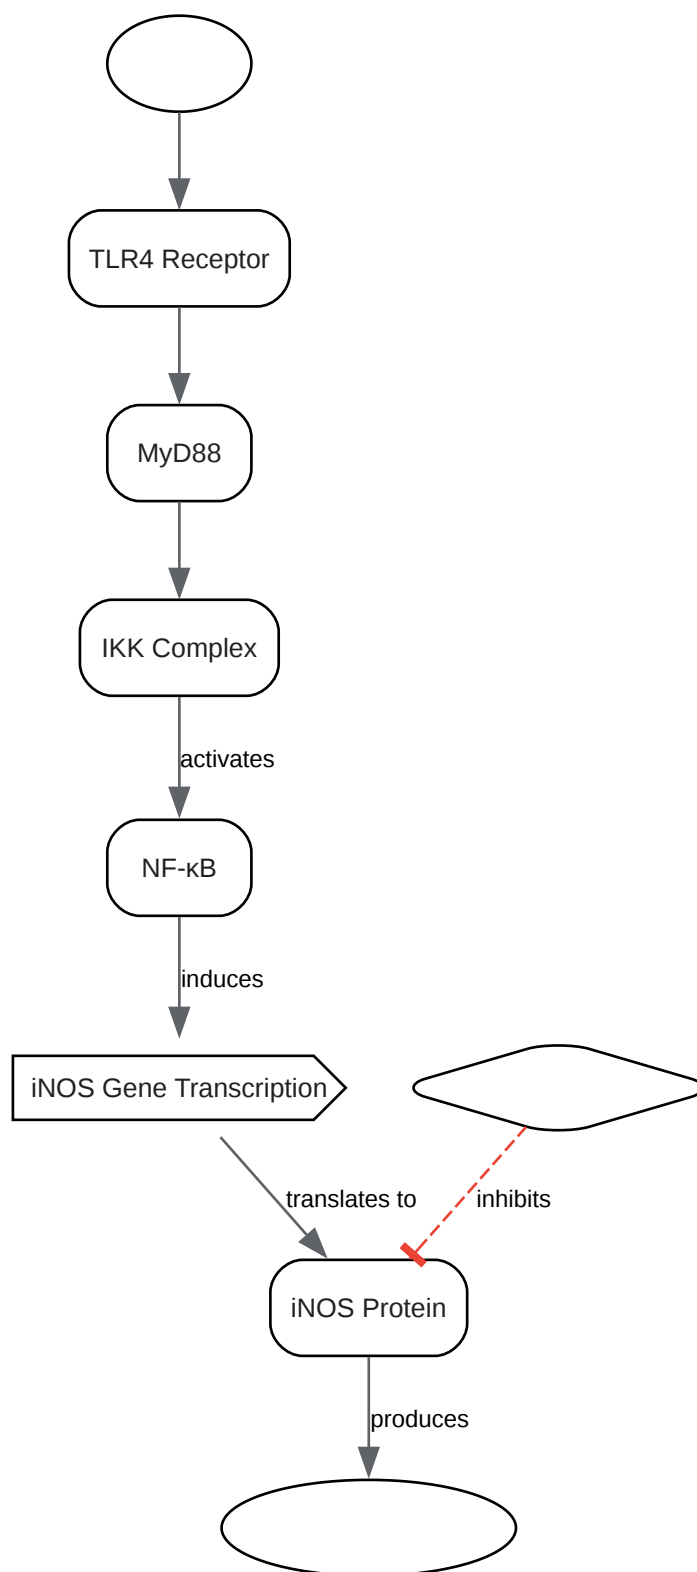 TLR4 Receptor
MyD88
IKK Complex
activates
NF-κB
induces
iNOS Gene Transcription
translates to
inhibits
iNOS Protein
produces